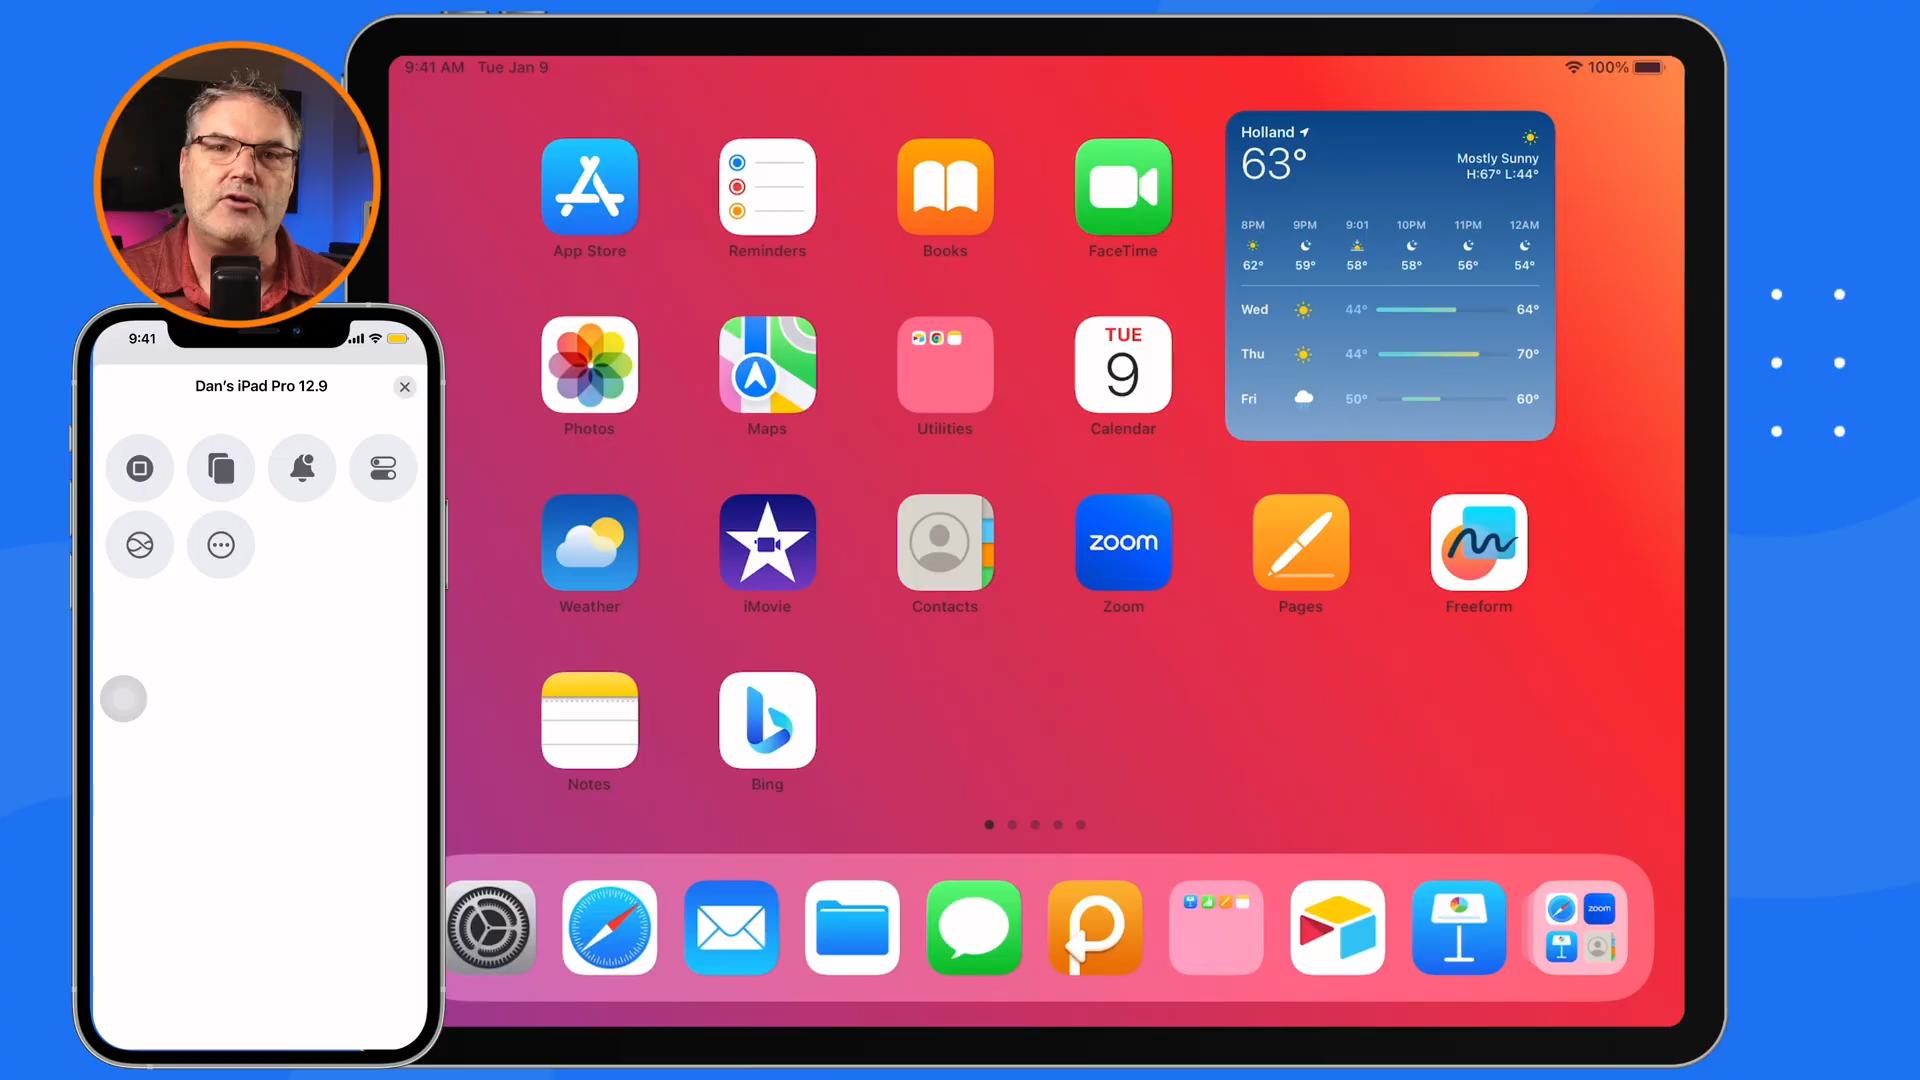 9:41 AM Tue Jan 9
100%
App Store
Reminders
Books
FaceTime
Holland
63°
Mostly Sunny
H:67° L:44°
8PM 9PM 9:01 10PM 11PM 12AM
62° 59° 58° 58° 56° 54°
Wed 44° 64°
Thu 44° 70°
Fri 50° 60°
Photos
Maps
Utilities
TUE
9
Calendar
Weather
iMovie
Contacts
zoom
Zoom
Pages
Freeform
Notes
Bing
zoom
9:41
Dan's iPad Pro 12.9